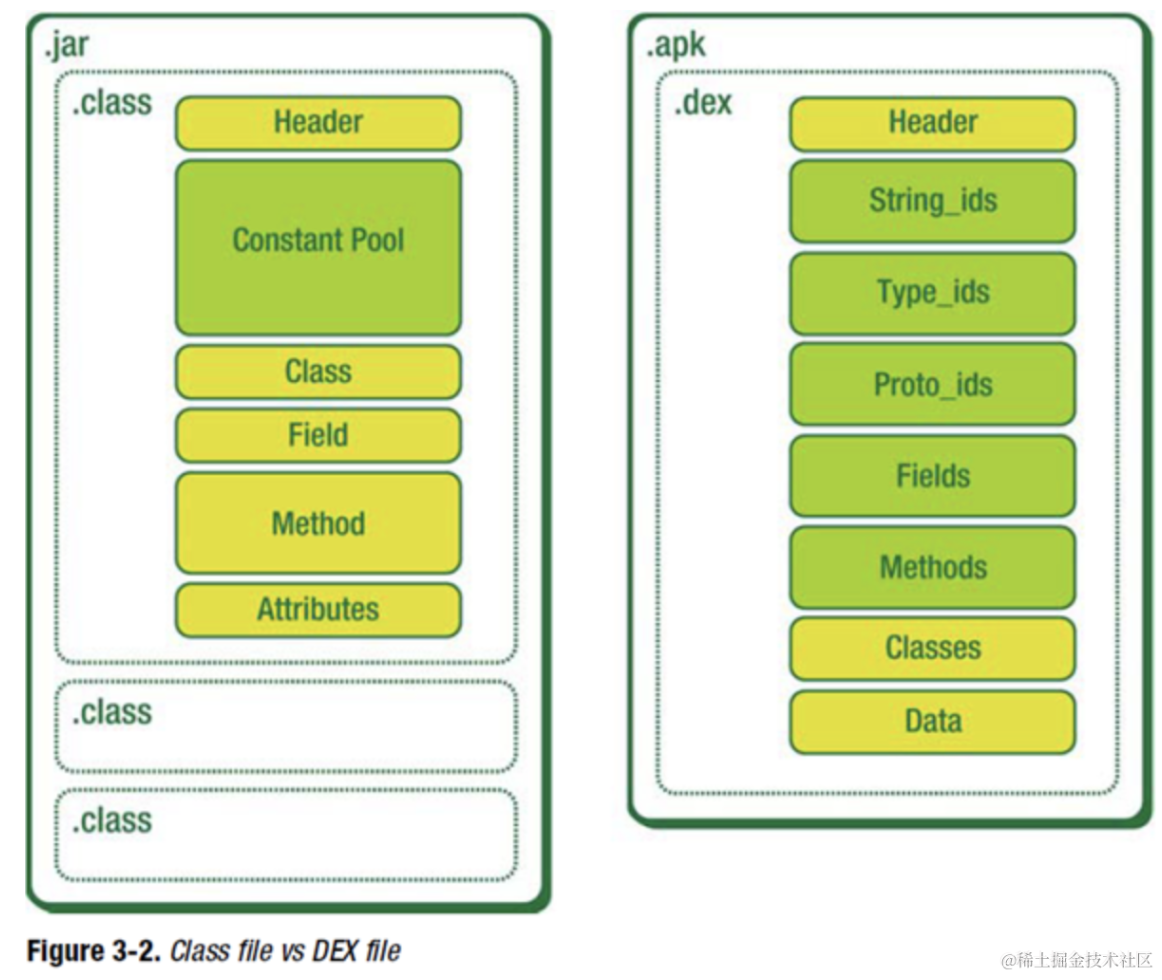 .jar
.class
Header
Constant Pool
Class
Field
Method
Attributes
.class
.class
.apk
.dex
Header
String_ids
Type_ids
Proto_ids
Fields
Methods
Classes
Data
Figure 3-2. Class file vs DEX file
@稀土掘金技术社区